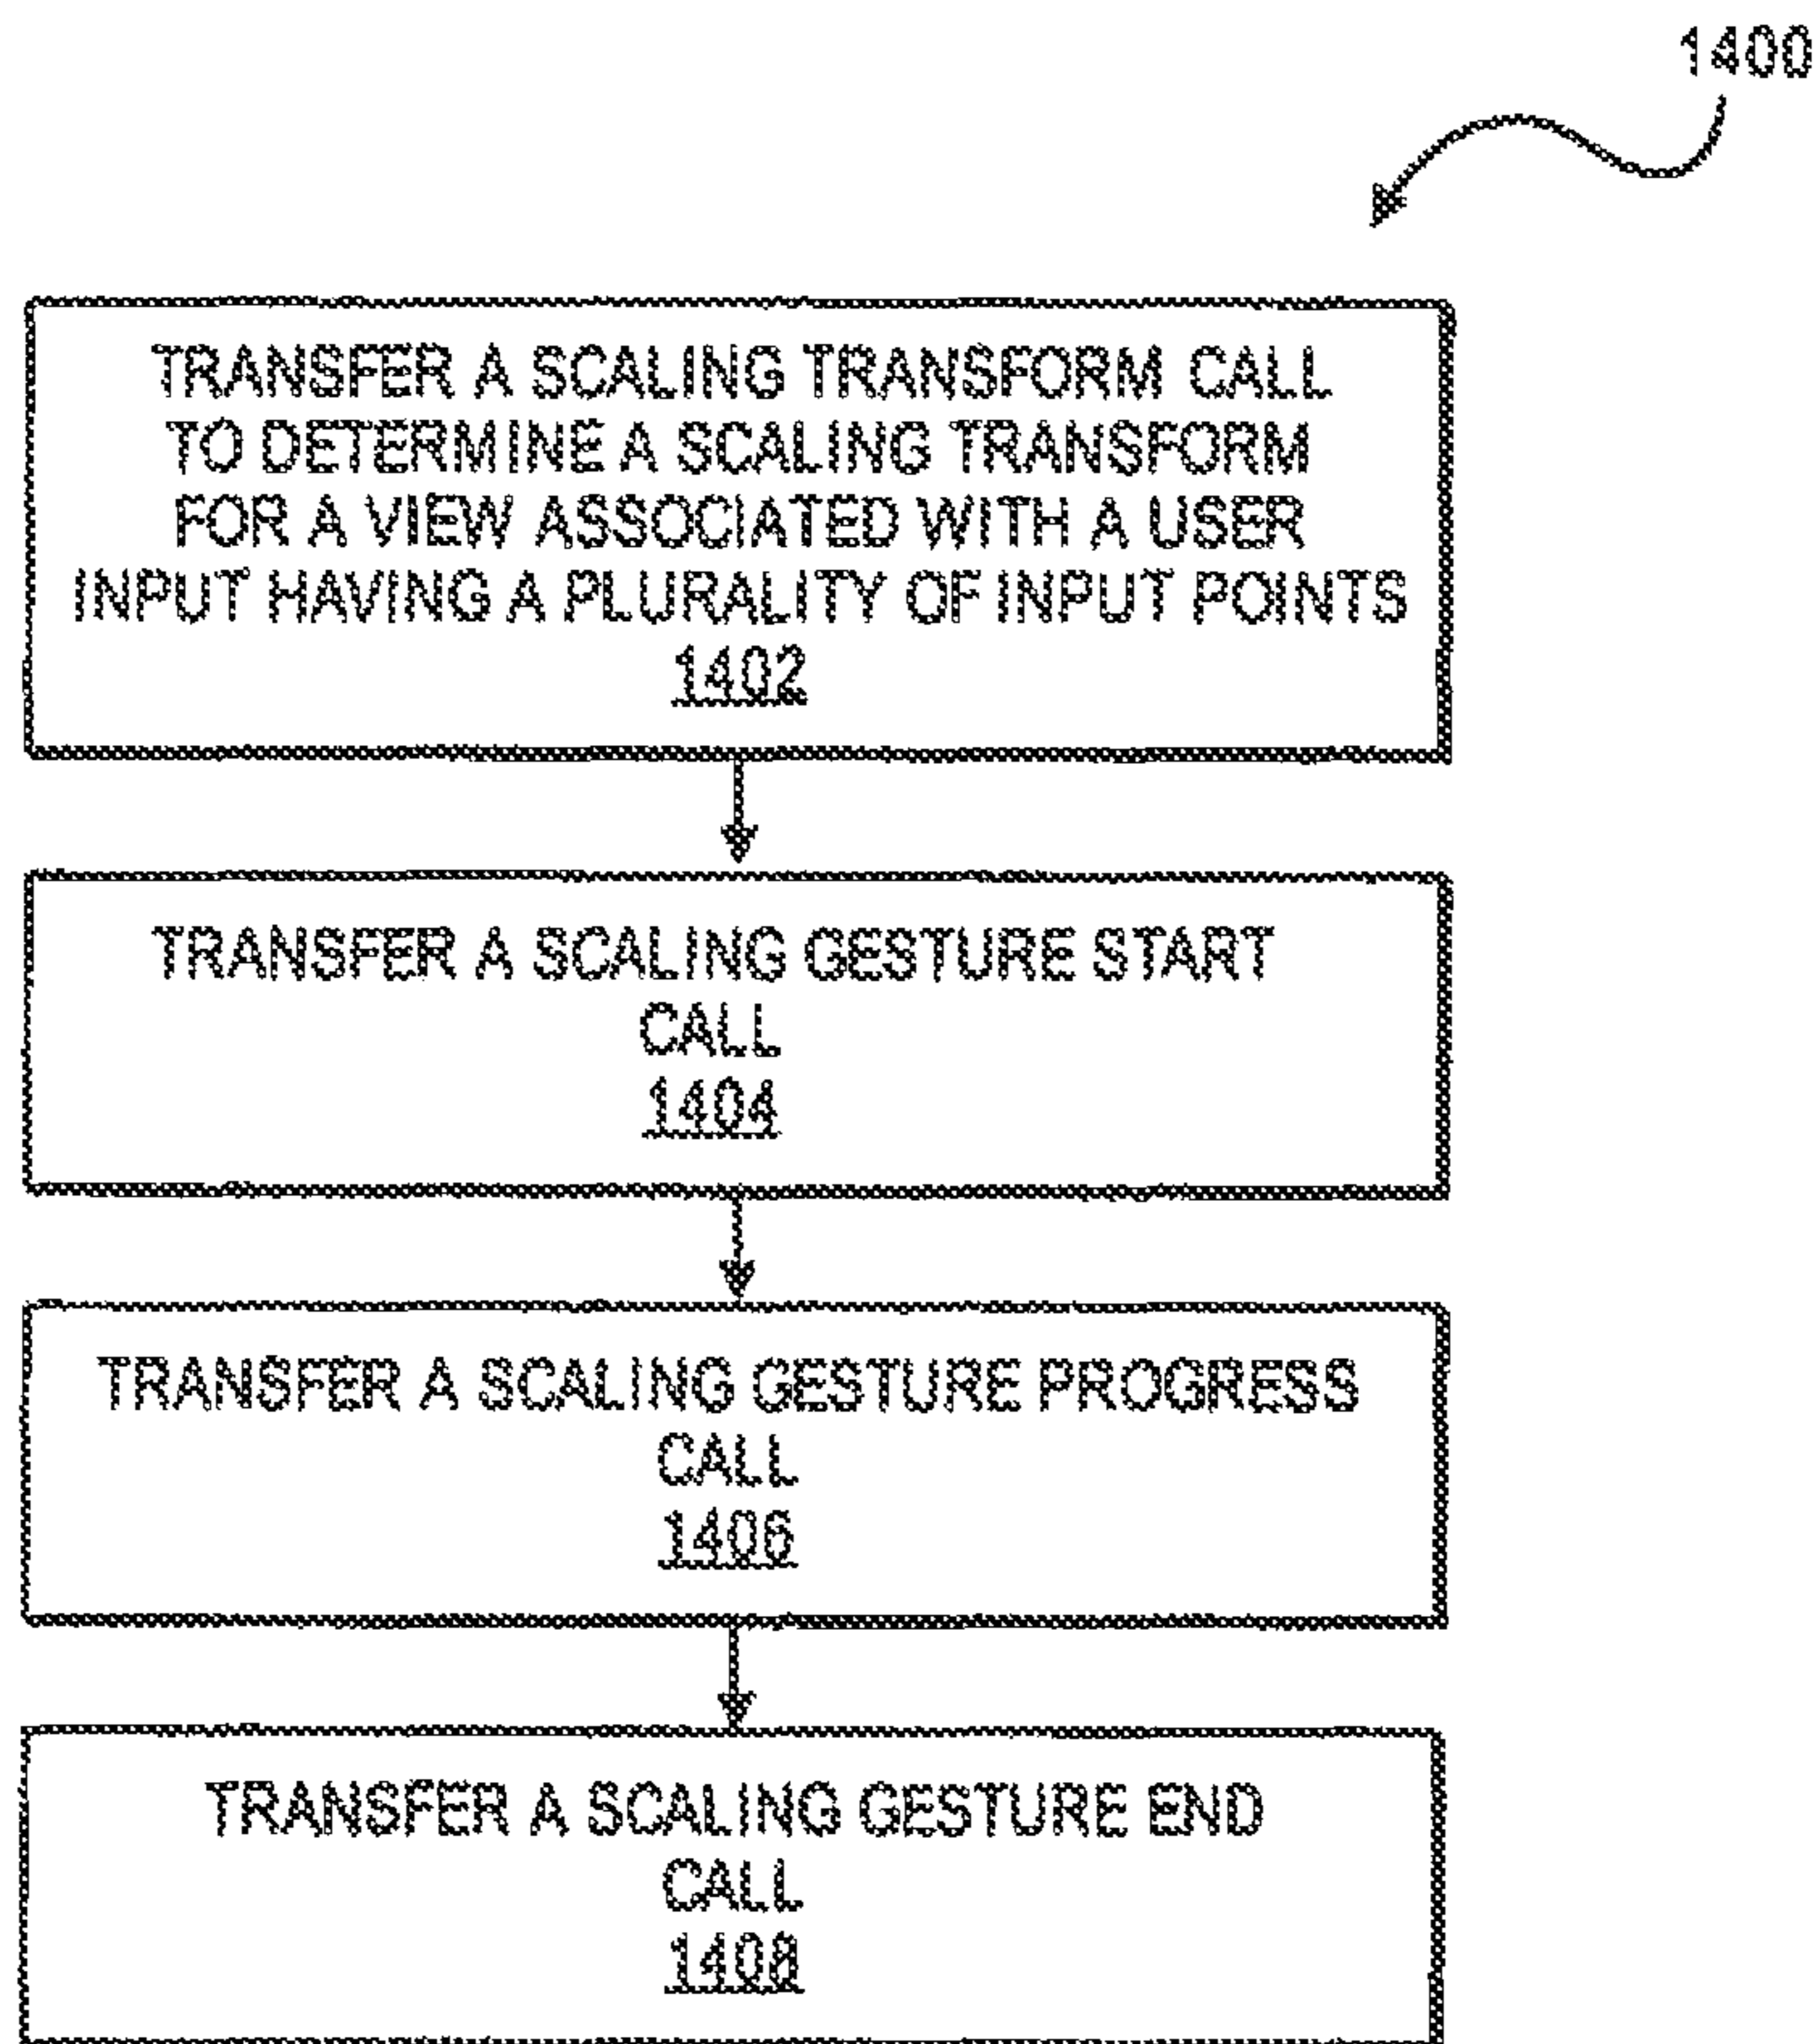 1400
TRANSFER A SCALING TRANSFORM CALL
TO DETERMINE A SCALING TRANSFORM
FOR A VIEW ASSOCIATED WITH A USER
INPUT HAVING A PLURALITY OF INPUT POINTS
1402
TRANSFER A SCALING GESTURE START
CALL
1404
TRANSFER A SCALING GESTURE PROGRESS
CALL
1406
TRANSFER A SCALING GESTURE END
CALL
1408